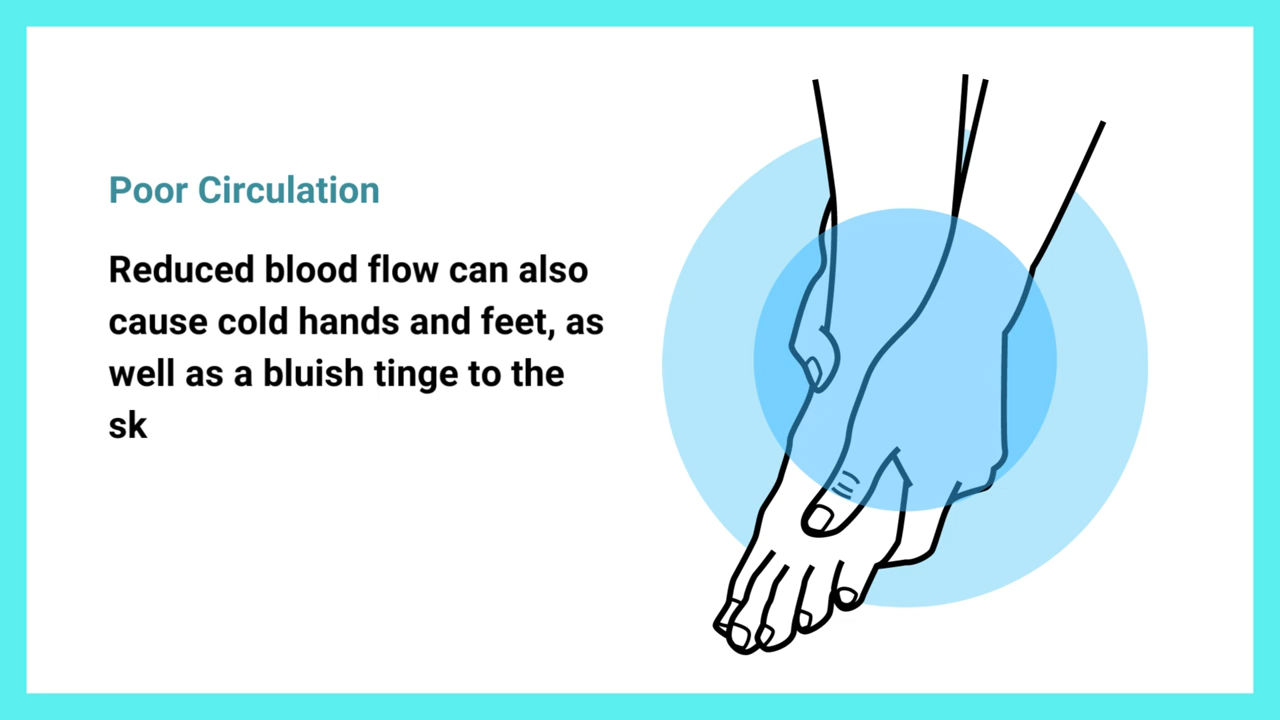 Poor Circulation
Reduced blood flow can also
cause cold hands and feet, as
well as a bluish tinge to the
sk